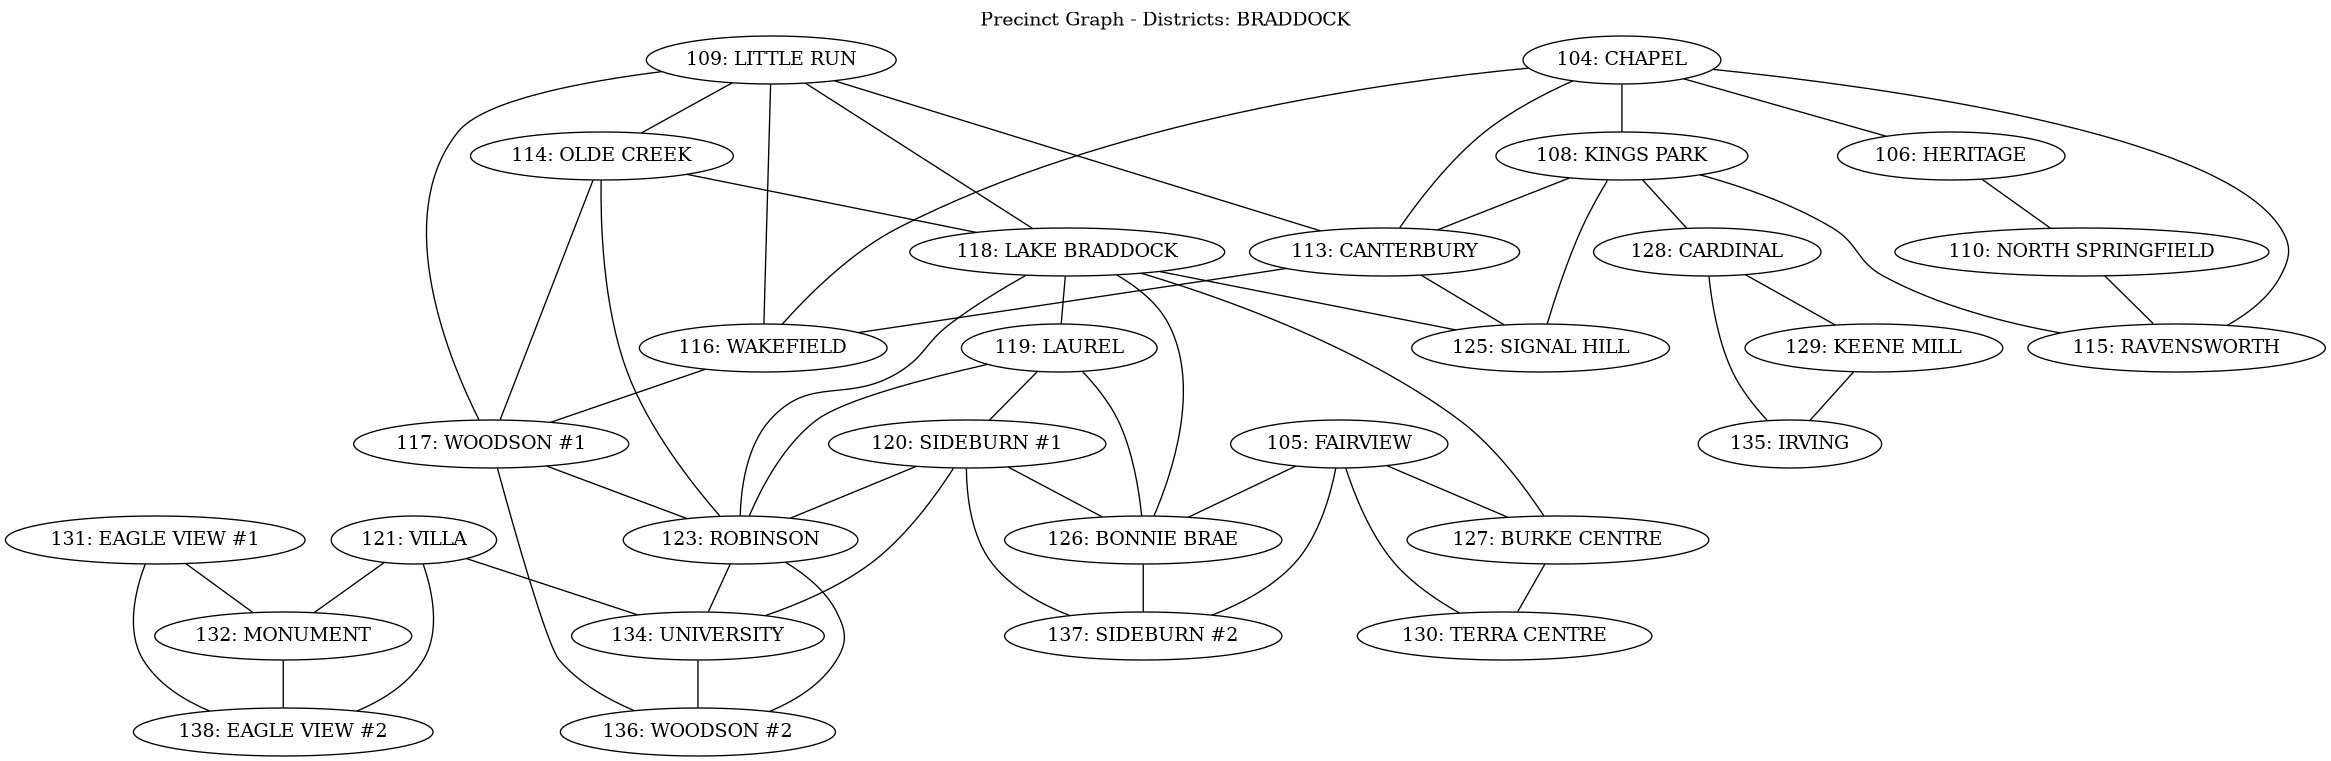 Precinct Graph - Districts: BRADDOCK
109: LITTLE RUN
104: CHAPEL
114: OLDE CREEK
108: KINGS PARK
106: HERITAGE
118: LAKE BRADDOCK
113: CANTERBURY
128: CARDINAL
110: NORTH SPRINGFIELD
116: WAKEFIELD
119: LAUREL
125: SIGNAL HILL
129: KEENE MILL
115: RAVENSWORTH
117: WOODSON #1
120: SIDEBURN #1
105: FAIRVIEW
135: IRVING
131: EAGLE VIEW #1
121: VILLA
123: ROBINSON
126: BONNIE BRAE
127: BURKE CENTRE
132: MONUMENT
134: UNIVERSITY
137: SIDEBURN #2
130: TERRA CENTRE
138: EAGLE VIEW #2
136: WOODSON #2